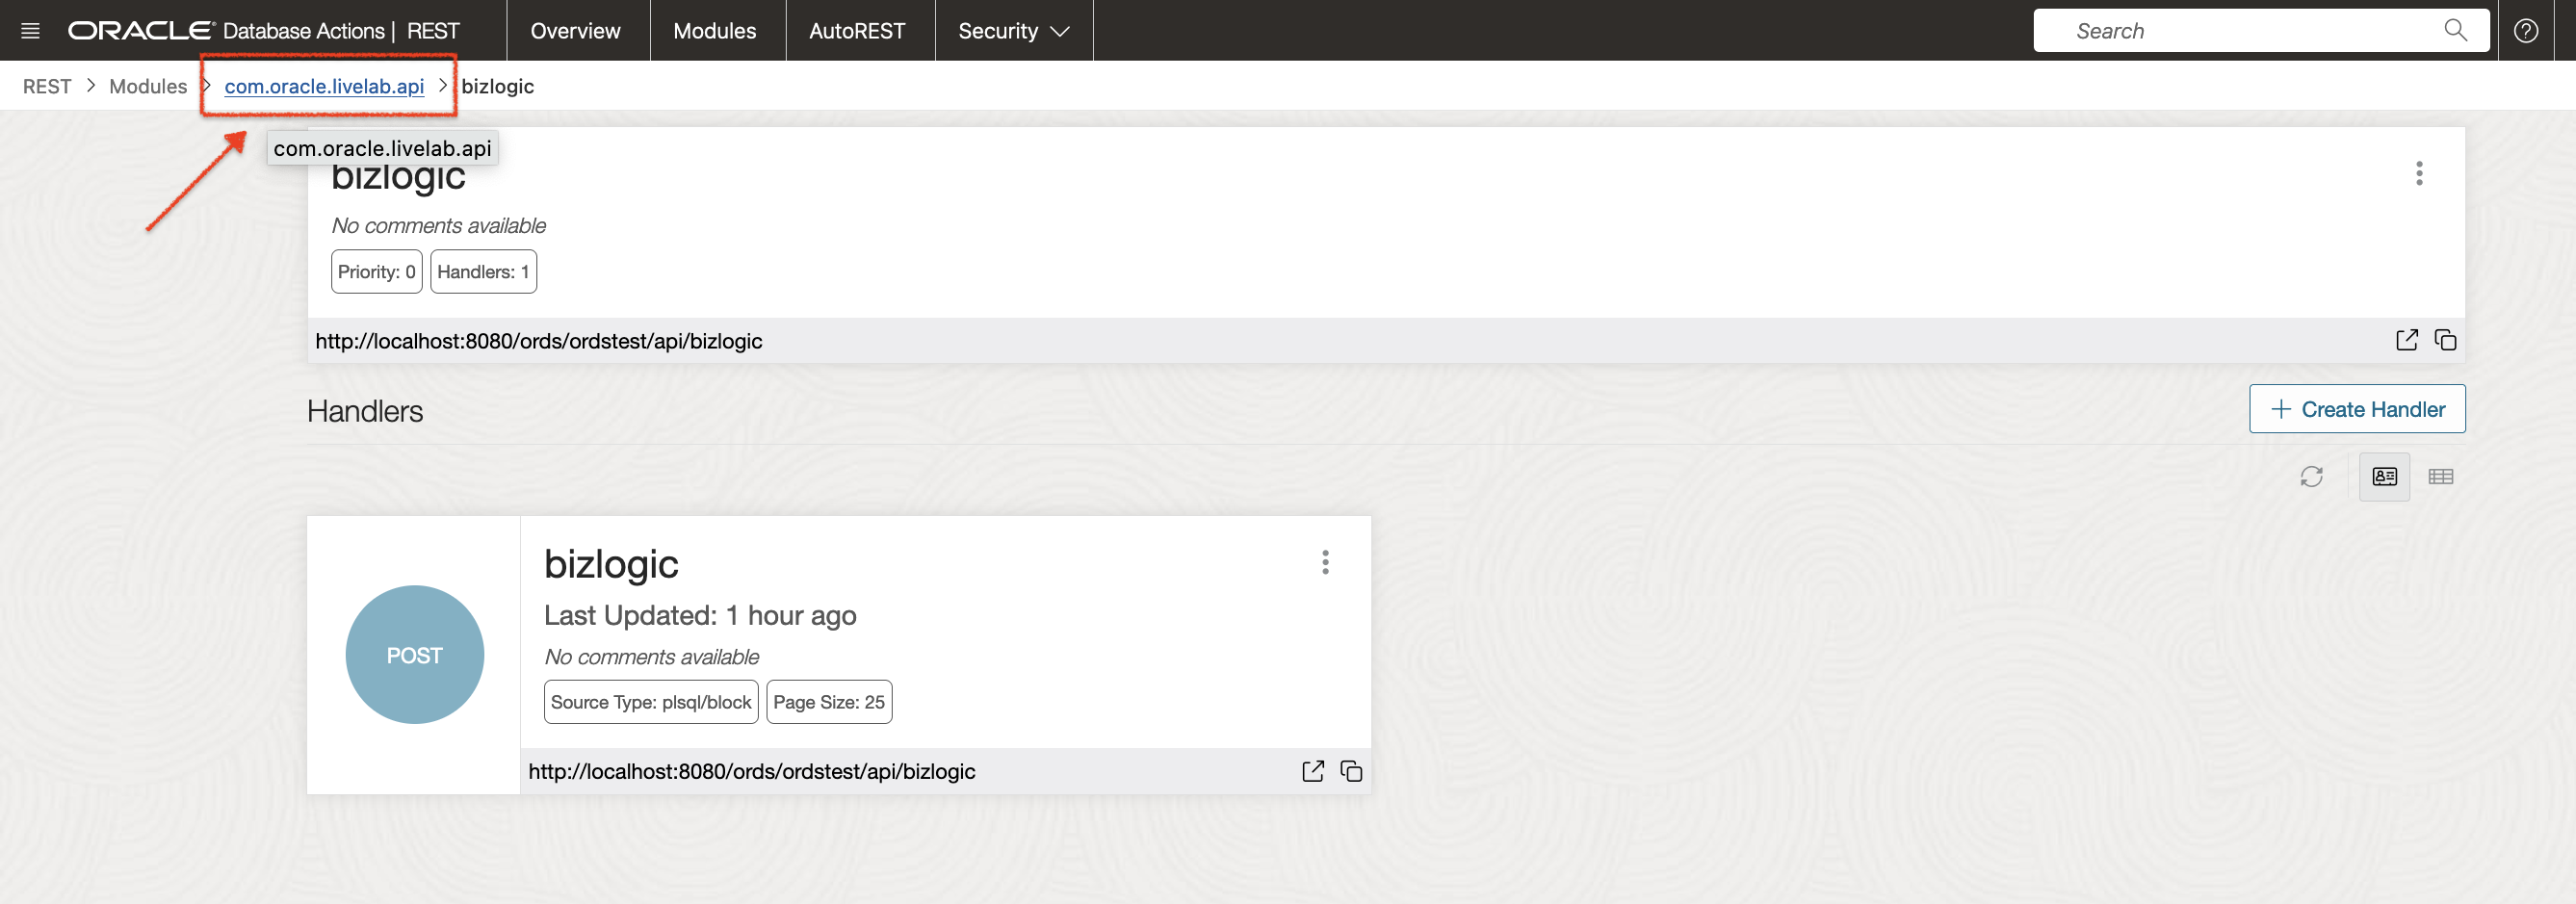 ORACLE Database Actions | REST Overview Modules AutoREST Security Search
REST > Modules > com.oracle.livelab.api > bizlogic
com.oracle.livelab.api
bizlogic
No comments available
Priority: 0 Handlers: 1
http://localhost:8080/ords/ordstest/api/bizlogic
Handlers
+ Create Handler
bizlogic
Last Updated: 1 hour ago
POST
No comments available
Source Type: plsql/block Page Size: 25
http://localhost:8080/ords/ordstest/api/bizlogic